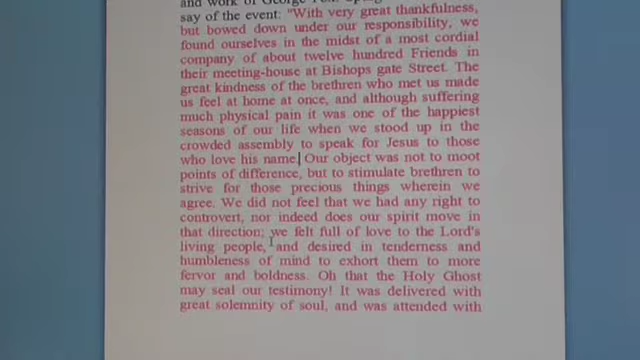 and work of George Fox.
say of the event: "With very great thankfulness,
but bowed down under our responsibility, we
found ourselves in the midst of a most cordial
company of about twelve hundred Friends in
their meeting-house at Bishops gate Street. The
great kindness of the brethren who met us made
us feel at home at once, and although suffering
much physical pain it was one of the happiest
seasons of our life when we stood up in the
crowded assembly to speak for Jesus to those
who love his name. Our object was not to moot
points of difference, but to stimulate brethren to
strive for those precious things wherein we
agree. We did not feel that we had any right to
controvert, nor indeed does our spirit move in
that direction; we felt full of love to the Lord's
living people, and desired in tenderness and
humbleness of mind to exhort them to more
fervor and boldness. Oh that the Holy Ghost
may seal our testimony! It was delivered with
great solemnity of soul, and was attended with